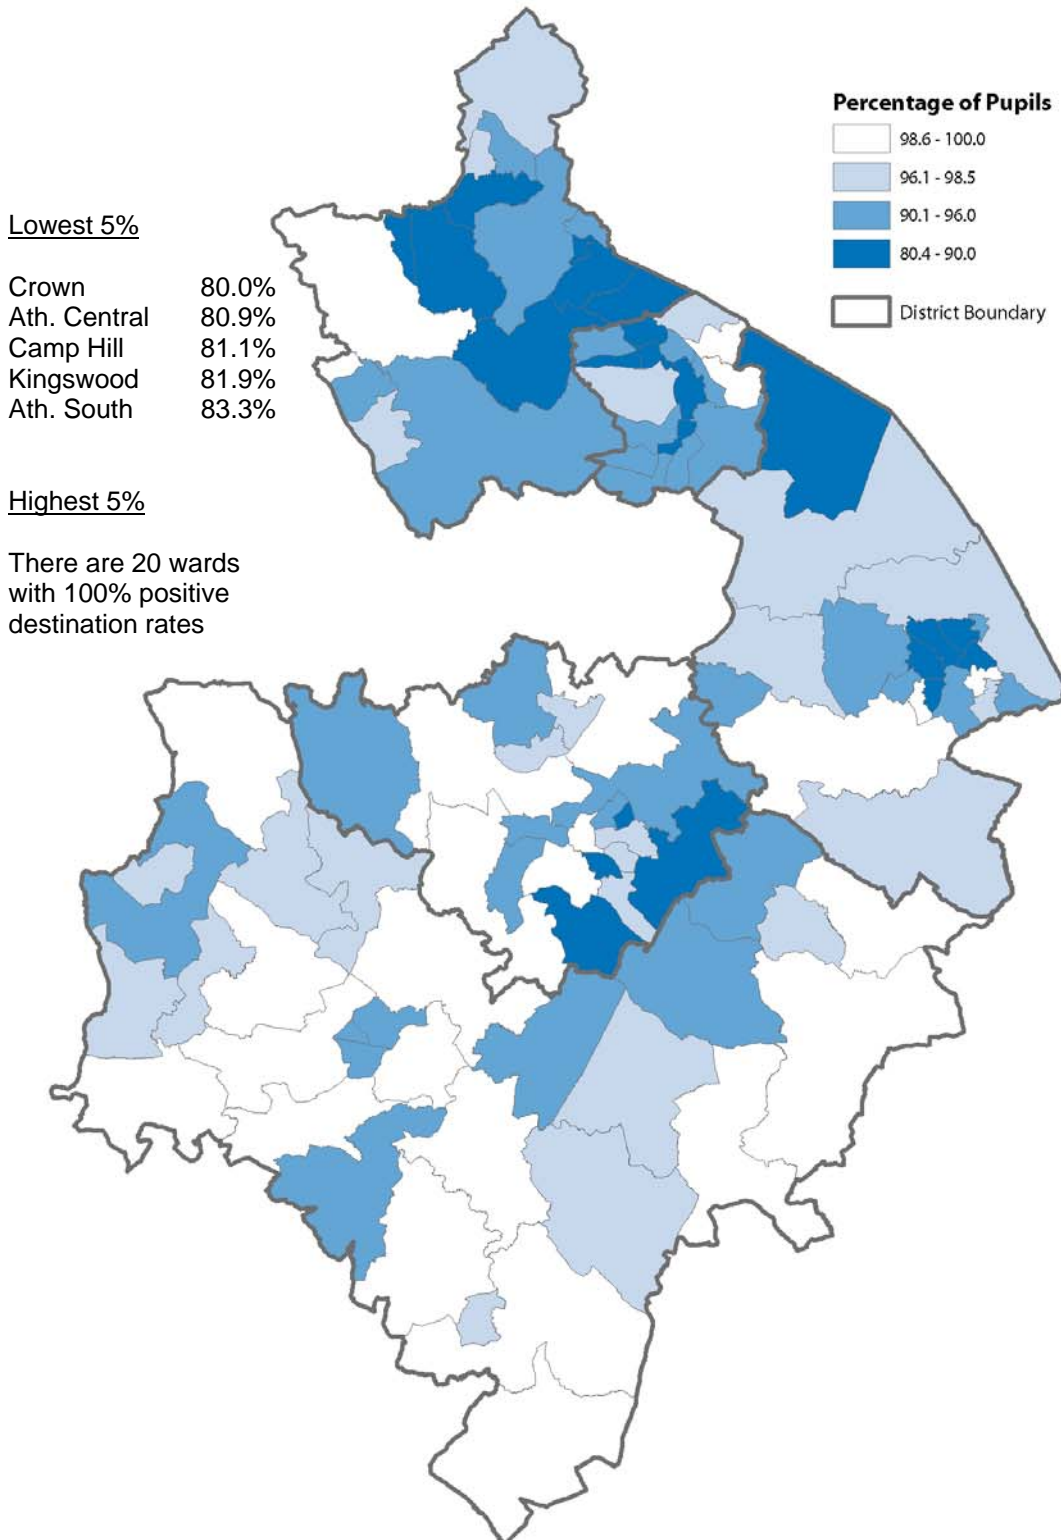 Percentage of Pupils
98.6 - 100.0
96.1 - 98.5
90.1 - 96.0
80.4 - 90.0
District Boundary
Lowest 5%
Crown 80.0%
Ath. Central 80.9%
Camp Hill 81.1%
Kingswood 81.9%
Ath. South 83.3%
Highest 5%
There are 20 wards
with 100% positive
destination rates